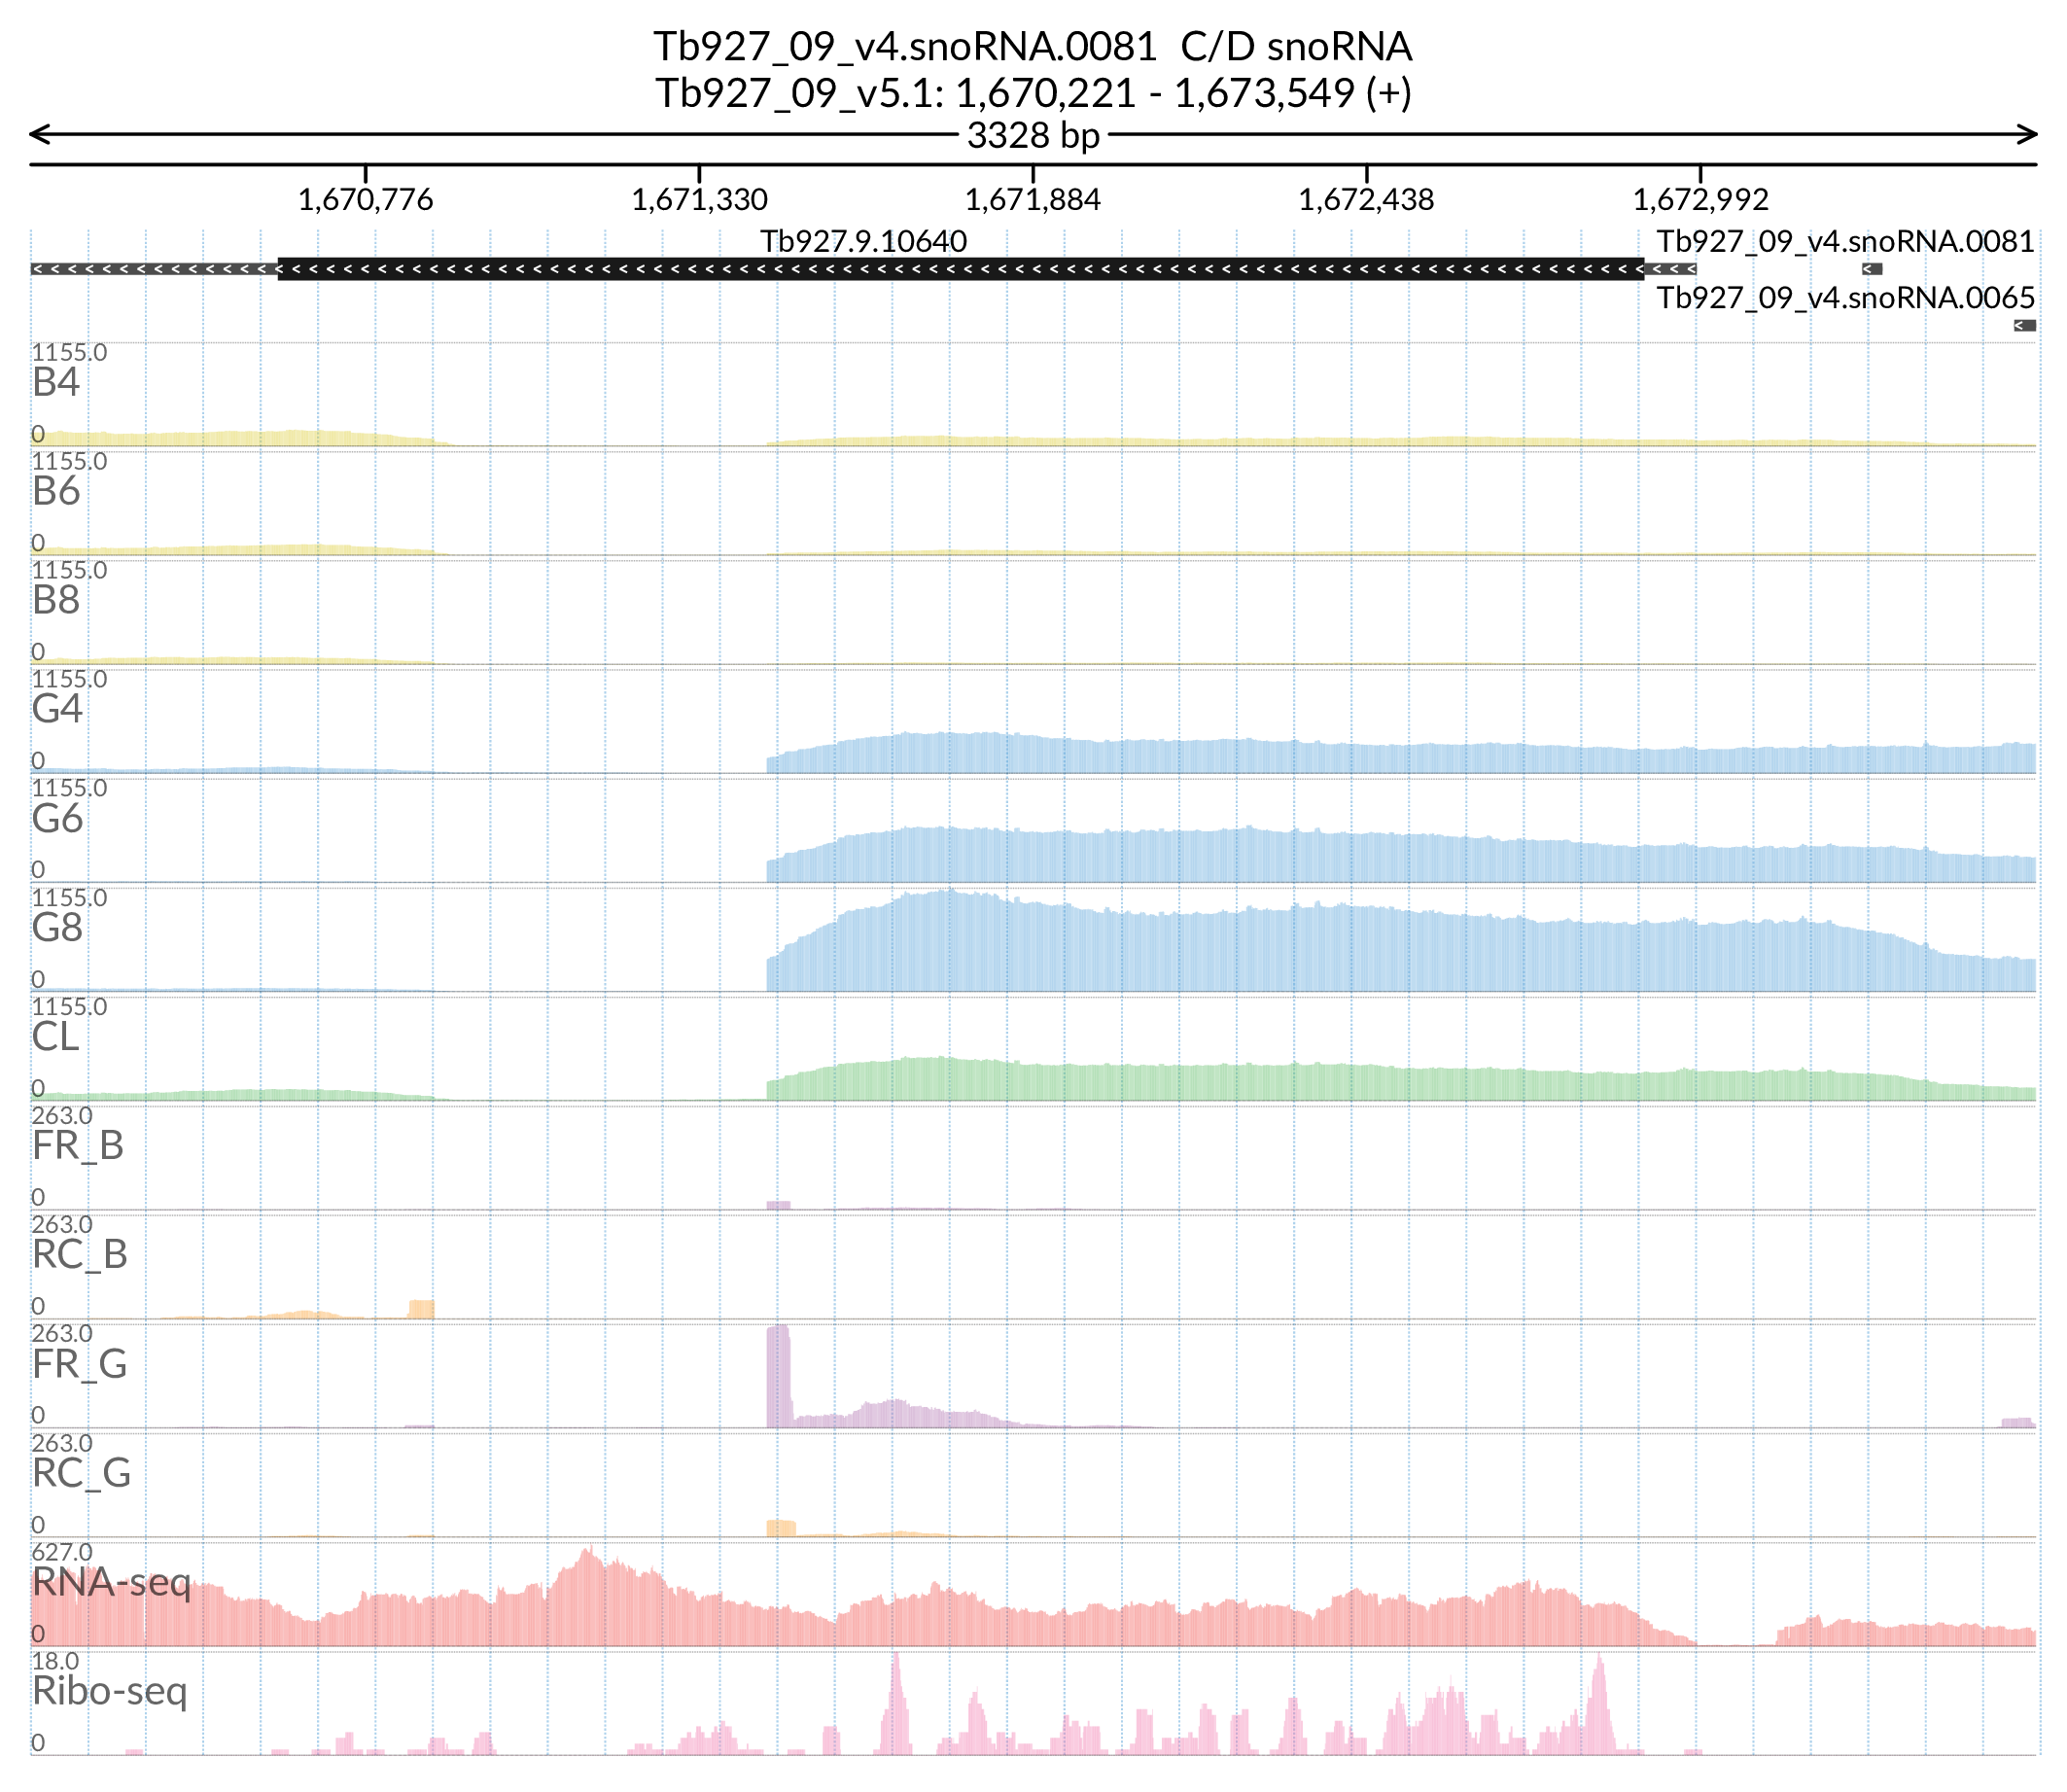 Tb927_09_v4.snoRNA.0081 C/D snoRNA
Tb927_09_v5.1: 1,670,221 - 1,673,549 (+)
3328 bp
1,670,776 1,671,330 1,671,884 1,672,438 1,672,992
Tb927.9.10640 Tb927_09_v4.snoRNA.0081
Tb927_09_v4.snoRNA.0065
1155.0
B4
0
1155.0
B6
0
1155.0
B8
0
1155.0
G4
0
1155.0
G6
0
1155.0
G8
0
1155.0
CL
0
263.0
FR_B
0
263.0
RC_B
0
263.0
FR_G
0
263.0
RC_G
0
627.0
RNA-seq
0
18.0
Ribo-seq
0